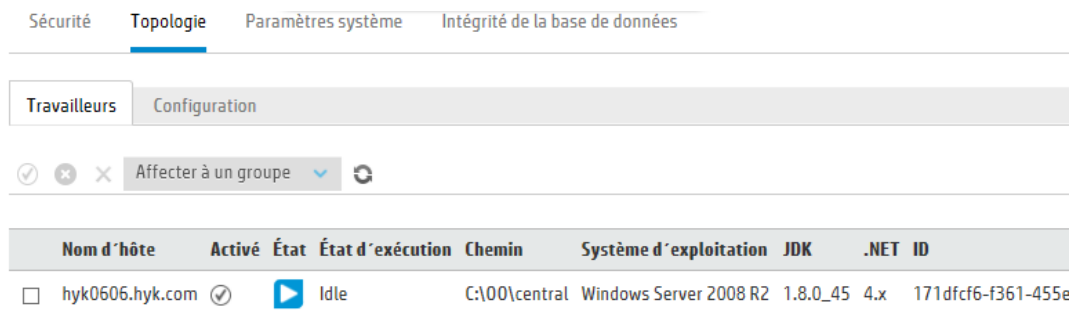 Sécurité Topologie Paramètres système Intégrité de la base de données
Travailleurs Configuration
Affecter à un groupe
Nom d´hôte Activé État État d´exécution Chemin Système d´exploitation JDK .NET ID
hyk0606.hyk.com Idle C:\OO\central Windows Server 2008 R2 1.8.0_45 4.x 171dfcf6-f361-455e